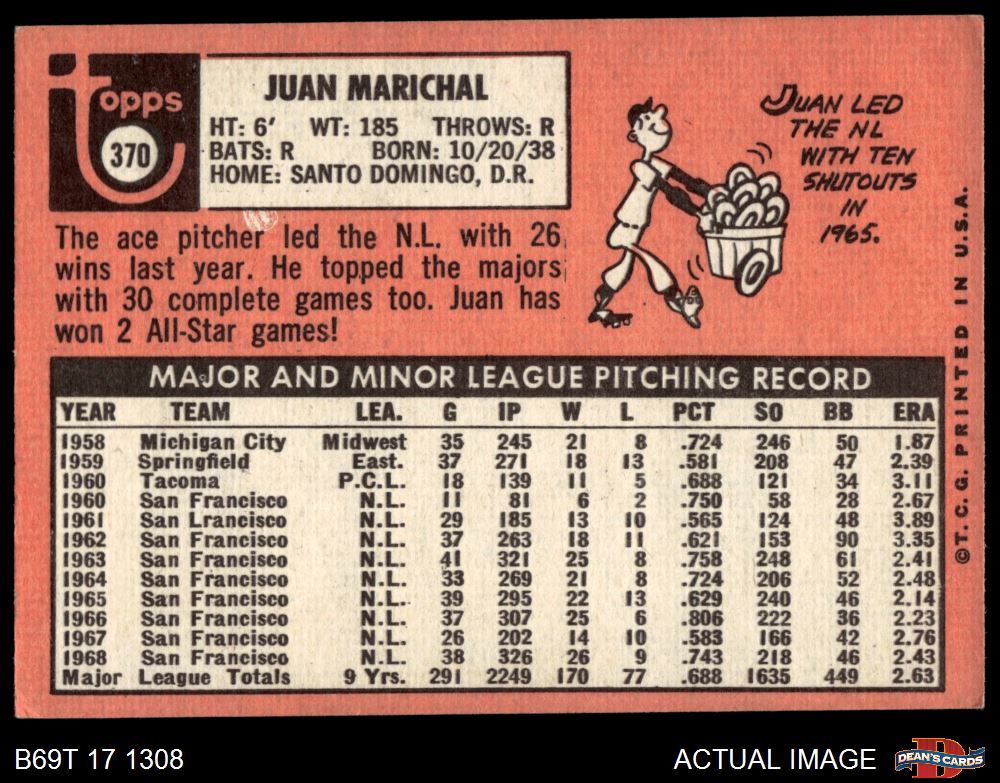 topps
370
JUAN MARICHAL
HT: 6' WT: 185 THROWS: R
BATS: R BORN: 10/20/38
HOME: SANTO DOMINGO, D.R.
JUAN LED
THE NL
WITH TEN
SHUTOUTS
IN
1965.
The ace pitcher led the N.L. with 26
wins last year. He topped the majors
with 30 complete games too. Juan has
won 2 All-Star games!
MAJOR AND MINOR LEAGUE PITCHING RECORD
YEAR TEAM LEA. G IP W L PCT SO BB ERA
1958 Michigan City Midwest 35 245 21 8 .724 246 50 1.87
1959 Springfield East. 37 271 18 13 .581 208 47 2.39
1960 Tacoma P.C.L. 18 139 11 5 .688 121 34 3.11
1960 San Francisco N.L. 11 81 6 2 .750 58 28 2.67
1961 San Lrancisco N.L. 29 185 13 10 .565 124 48 3.89
1962 San Francisco N.L. 37 263 18 11 .621 153 90 3.35
1963 San Francisco N.L. 41 321 25 8 .758 248 61 2.41
1964 San Francisco N.L. 33 269 21 8 .724 206 52 2.48
1965 San Francisco N.L. 39 295 22 13 .629 240 46 2.14
1966 San Francisco N.L. 37 307 25 6 .806 222 36 2.23
1967 San Francisco N.L. 26 202 14 10 .583 166 42 2.76
1968 San Francisco N.L. 38 326 26 9 .743 218 46 2.43
Major League Totals 9 Yrs. 291 2249 170 77 .688 1635 449 2.63
©T.C.G. PRINTED IN U.S.A.
B69T 17 1308
ACTUAL IMAGE
D
DEAN'S CARDS